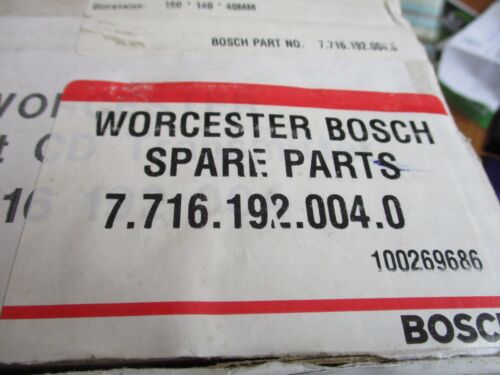 Dimension: 160 * 140 * 40MM
BOSCH PART NO. 7.716.192.004.0
WORCESTER BOSCH
SPARE PARTS
7.716.192.004.0
100269686
BOSCH